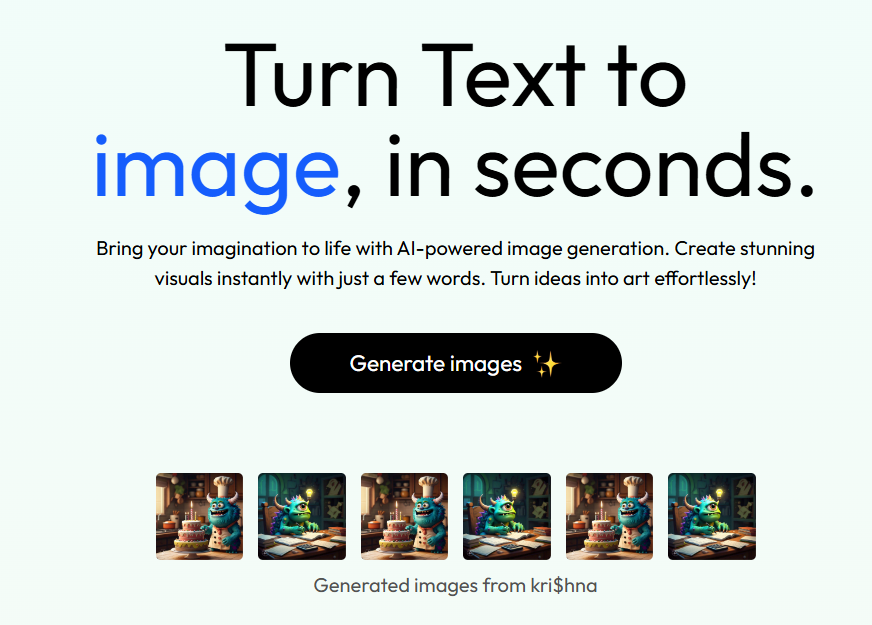 Turn Text to
image, in seconds.
Bring your imagination to life with AI-powered image generation. Create stunning
visuals instantly with just a few words. Turn ideas into art effortlessly!
Generate images ✨
Generated images from kri$hna